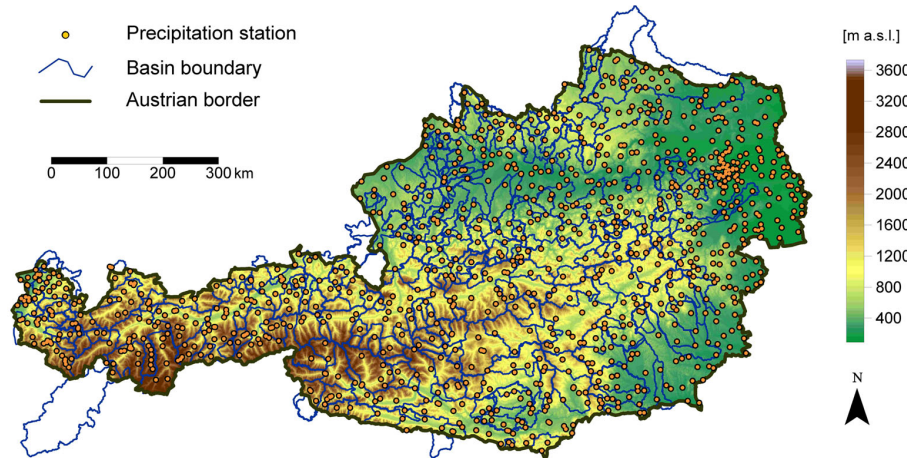 Precipitation station
Basin boundary
Austrian border
0 100 200 300 km
[m a.s.l.]
3600
3200
2800
2400
2000
1600
1200
800
400
N